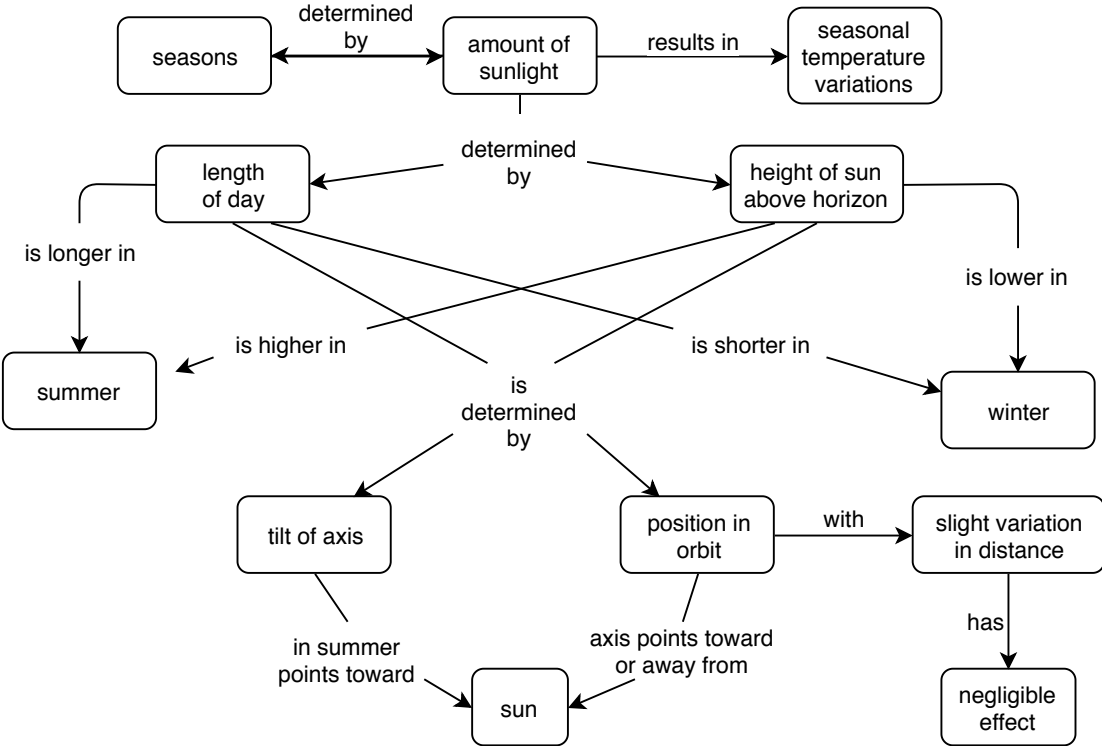 determined
by
seasons
amount of
sunlight
results in
seasonal
temperature
variations
length
of day
determined
by
height of sun
above horizon
is longer in
is lower in
is higher in
is shorter in
summer
is
determined
by
winter
tilt of axis
position in
orbit
with
slight variation
in distance
in summer
points toward
axis points toward
or away from
has
sun
negligible
effect